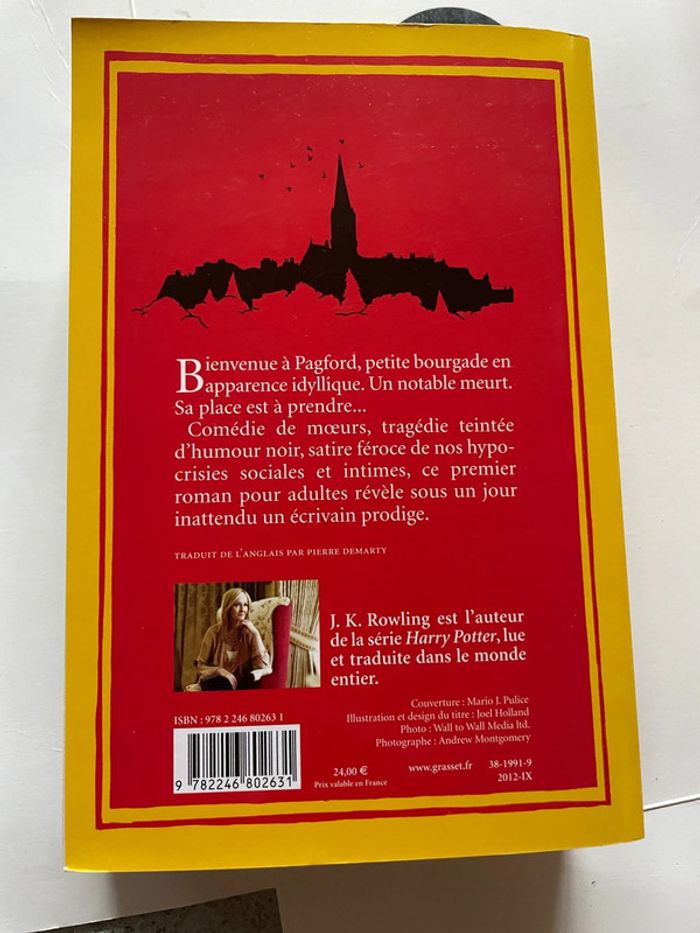 Bienvenue à Pagford, petite bourgade en
apparence idyllique. Un notable meurt.
Sa place est à prendre...
Comédie de mœurs, tragédie teintée
d’humour noir, satire féroce de nos hypo-
crisies sociales et intimes, ce premier
roman pour adultes révèle sous un jour
inattendu un écrivain prodige.
TRADUIT DE L’ANGLAIS PAR PIERRE DEMARTY
J. K. Rowling est l’auteur
de la série Harry Potter, lue
et traduite dans le monde
entier.
Couverture : Mario J. Pulice
Illustration et design du titre : Joel Holland
Photo : Wall to Wall Media ltd.
Photographe : Andrew Montgomery
ISBN : 978 2 246 80263 1
9 782246 802631
24,00 €
Prix valable en France
www.grasset.fr
38-1991-9
2012-IX